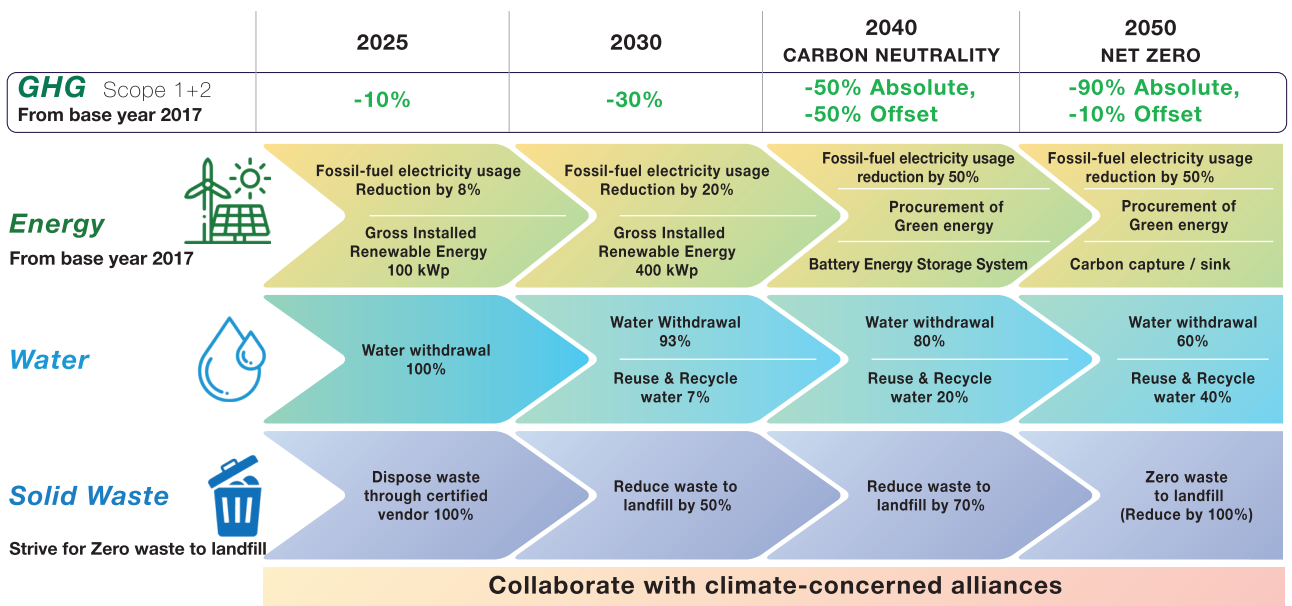 2025
2030
2040
CARBON NEUTRALITY
2050
NET ZERO
GHG Scope 1+2
From base year 2017
-10%
-30%
-50% Absolute,
-50% Offset
-90% Absolute,
-10% Offset
Energy
From base year 2017
Fossil-fuel electricity usage
Reduction by 8%
Gross Installed
Renewable Energy
100 kWp
Fossil-fuel electricity usage
Reduction by 20%
Gross Installed
Renewable Energy
400 kWp
Fossil-fuel electricity usage
reduction by 50%
Procurement of
Green energy
Battery Energy Storage System
Fossil-fuel electricity usage
reduction by 50%
Procurement of
Green energy
Carbon capture / sink
Water
Water withdrawal
100%
Water Withdrawal
93%
Reuse & Recycle
water 7%
Water withdrawal
80%
Reuse & Recycle
water 20%
Water withdrawal
60%
Reuse & Recycle
water 40%
Solid Waste
Strive for Zero waste to landfill
Dispose waste
through certified
vendor 100%
Reduce waste to
landfill by 50%
Reduce waste to
landfill by 70%
Zero waste
to landfill
(Reduce by 100%)
Collaborate with climate-concerned alliances